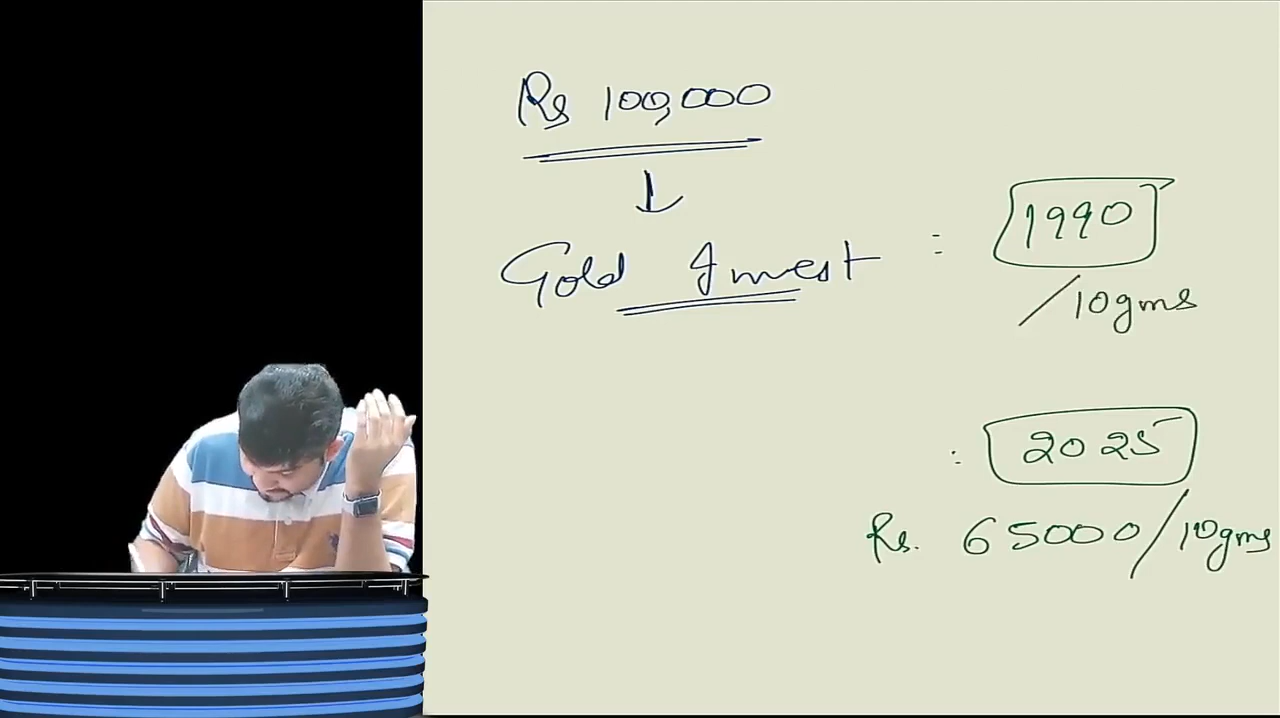 Rs 100,000
Gold Invest
: 1990
/10gms
: 2025
Rs. 65000/10gms